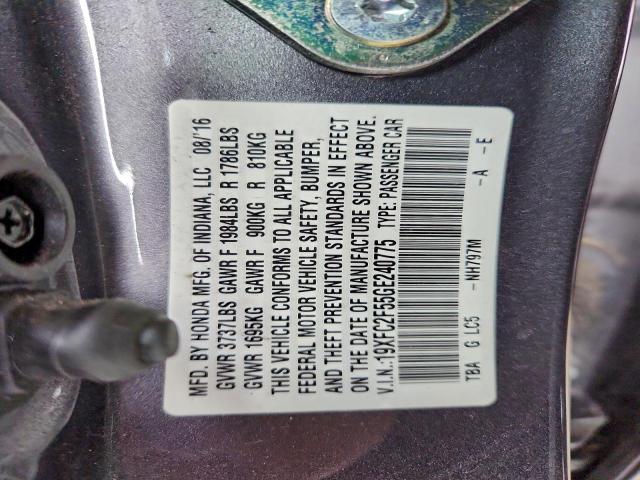 MFD. BY HONDA MFG. OF INDIANA, LLC 08/'16
GVWR 3737LBS GAWR F 1984LBS R 1786LBS
GVWR 1695KG GAWR F 900KG R 810KG
THIS VEHICLE CONFORMS TO ALL APPLICABLE
FEDERAL MOTOR VEHICLE SAFETY, BUMPER,
AND THEFT PREVENTION STANDARDS IN EFFECT
ON THE DATE OF MANUFACTURE SHOWN ABOVE.
V.I.N.:19XFC2F55GE240775 TYPE: PASSENGER CAR
TBA G LC5 - NH797M - A - E